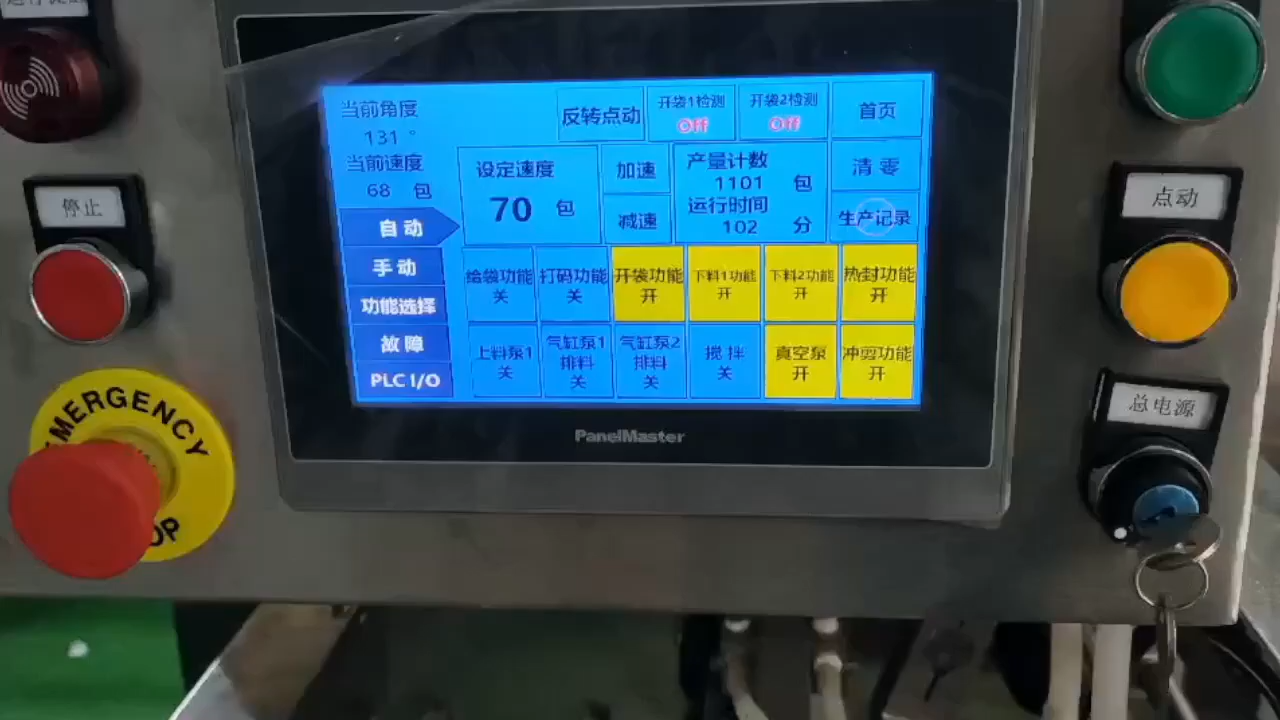 停止
EMERGENCY
OP
当前角度
131 °
当前速度
68 包
自动
手动
功能选择
故障
PLC I/O
反转点动
开袋1检测
Off
开袋2检测
Off
首页
设定速度
70 包
加速
减速
产量计数
1101 包
运行时间
102 分
清零
生产记录
给袋功能
关
打码功能
关
开袋功能
开
下料1功能
开
下料2功能
开
热封功能
开
上料泵1
关
气缸泵1
排料
关
气缸泵2
排料
关
搅拌
关
真空泵
开
冲剪功能
开
PanelMaster
点动
总电源